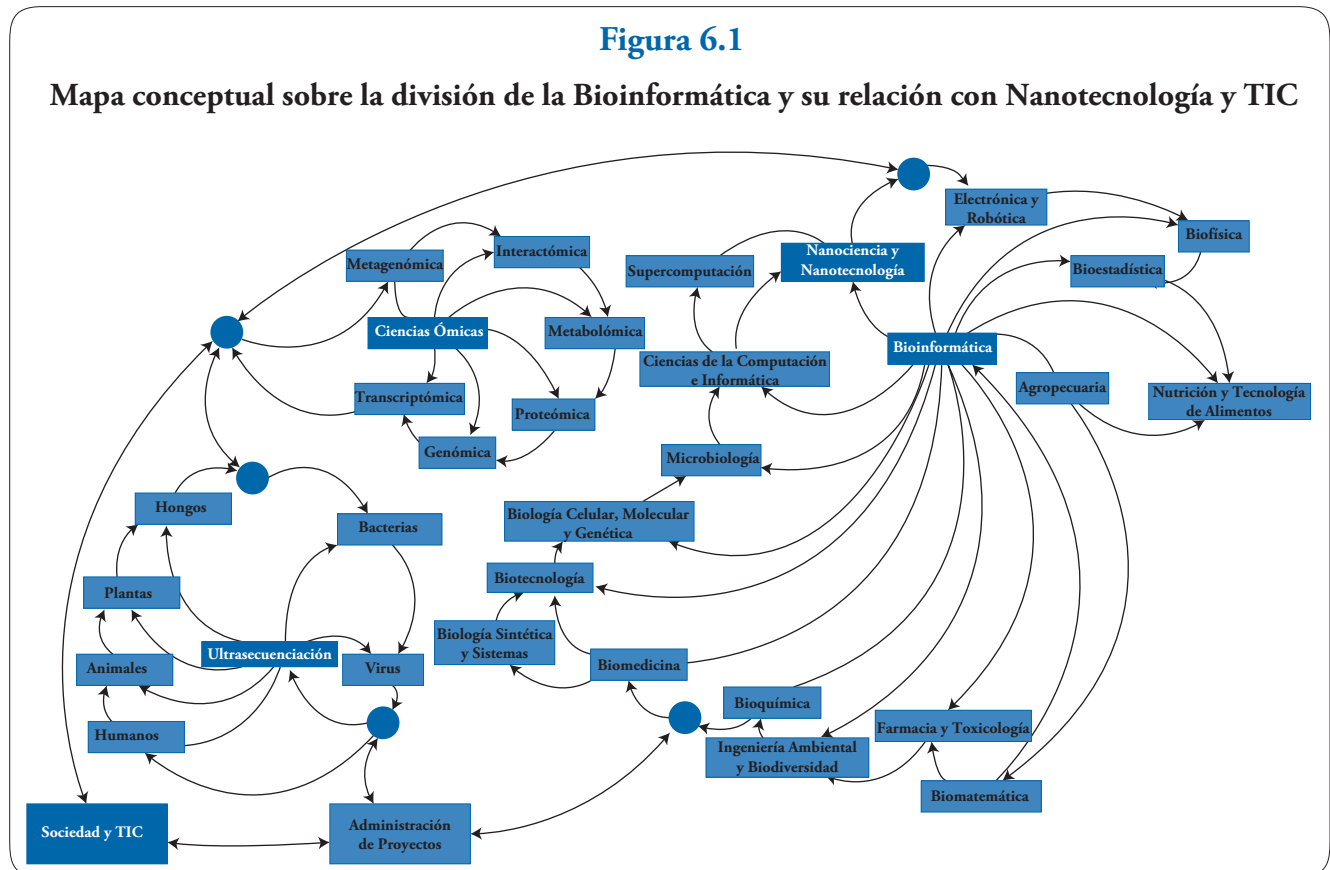 Figura 6.1
Mapa conceptual sobre la división de la Bioinformática y su relación con Nanotecnología y TIC
Electrónica y
Robótica
Biofísica
Interactómica
Metagenómica
Nanociencia y
Nanotecnología
Supercomputación
Bioestadística
Ciencias Ómicas
Metabolómica
Bioinformática
Ciencias de la Computación
e Informática
Agropecuaria
Nutrición y Tecnología
de Alimentos
Transcriptómica
Proteómica
Genómica
Microbiología
Hongos
Bacterias
Biología Celular, Molecular
y Genética
Biotecnología
Plantas
Biología Sintética
y Sistemas
Ultrasecuenciación
Animales
Virus
Biomedicina
Bioquímica
Humanos
Farmacia y Toxicología
Ingeniería Ambiental
y Biodiversidad
Biomatemática
Sociedad y TIC
Administración
de Proyectos